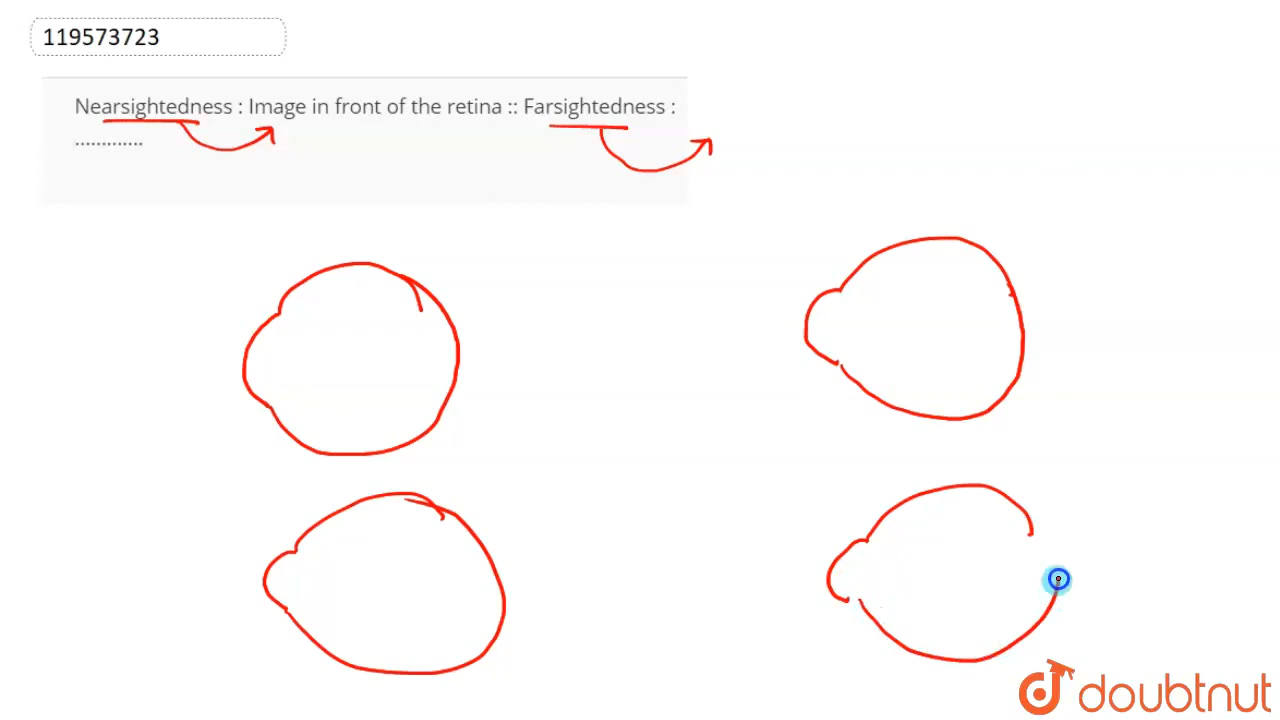 119573723
Nearsightedness : Image in front of the retina :: Farsightedness :
.............
doubtnut